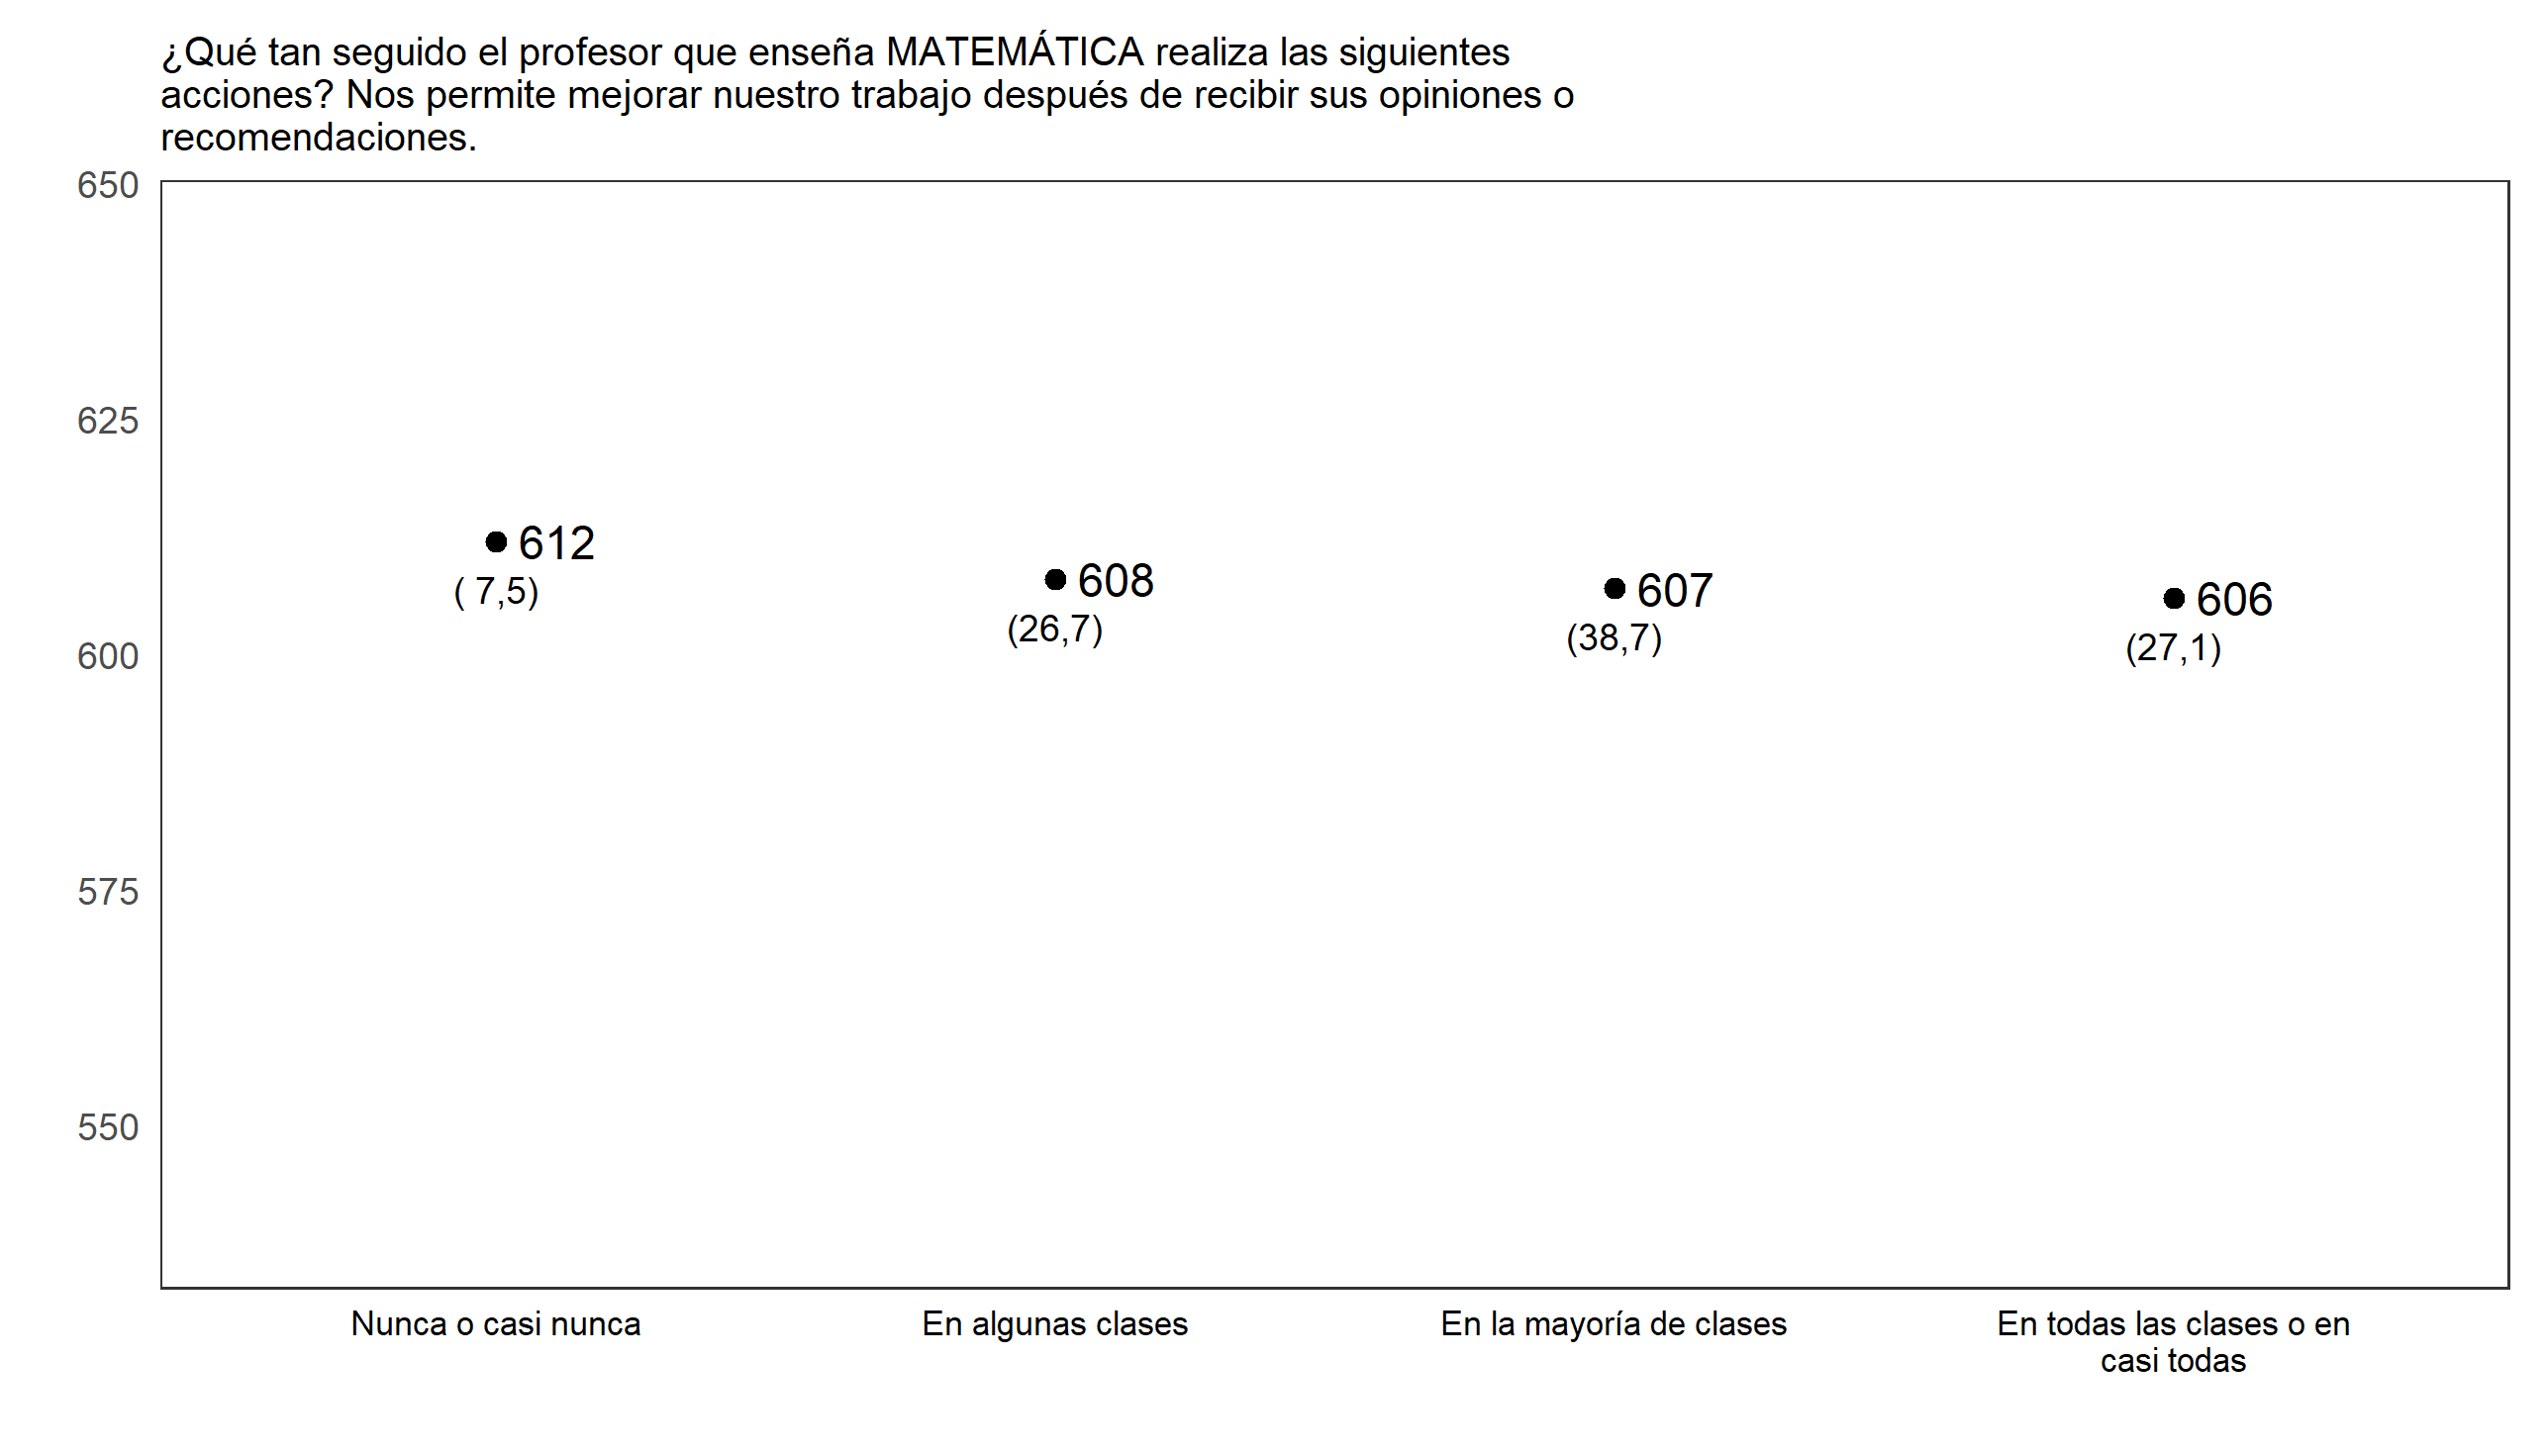 ¿Qué tan seguido el profesor que enseña MATEMÁTICA realiza las siguientes
acciones? Nos permite mejorar nuestro trabajo después de recibir sus opiniones o
recomendaciones.
650
625
600
575
550
612
( 7,5)
608
(26,7)
607
(38,7)
606
(27,1)
Nunca o casi nunca
En algunas clases
En la mayoría de clases
En todas las clases o en
casi todas